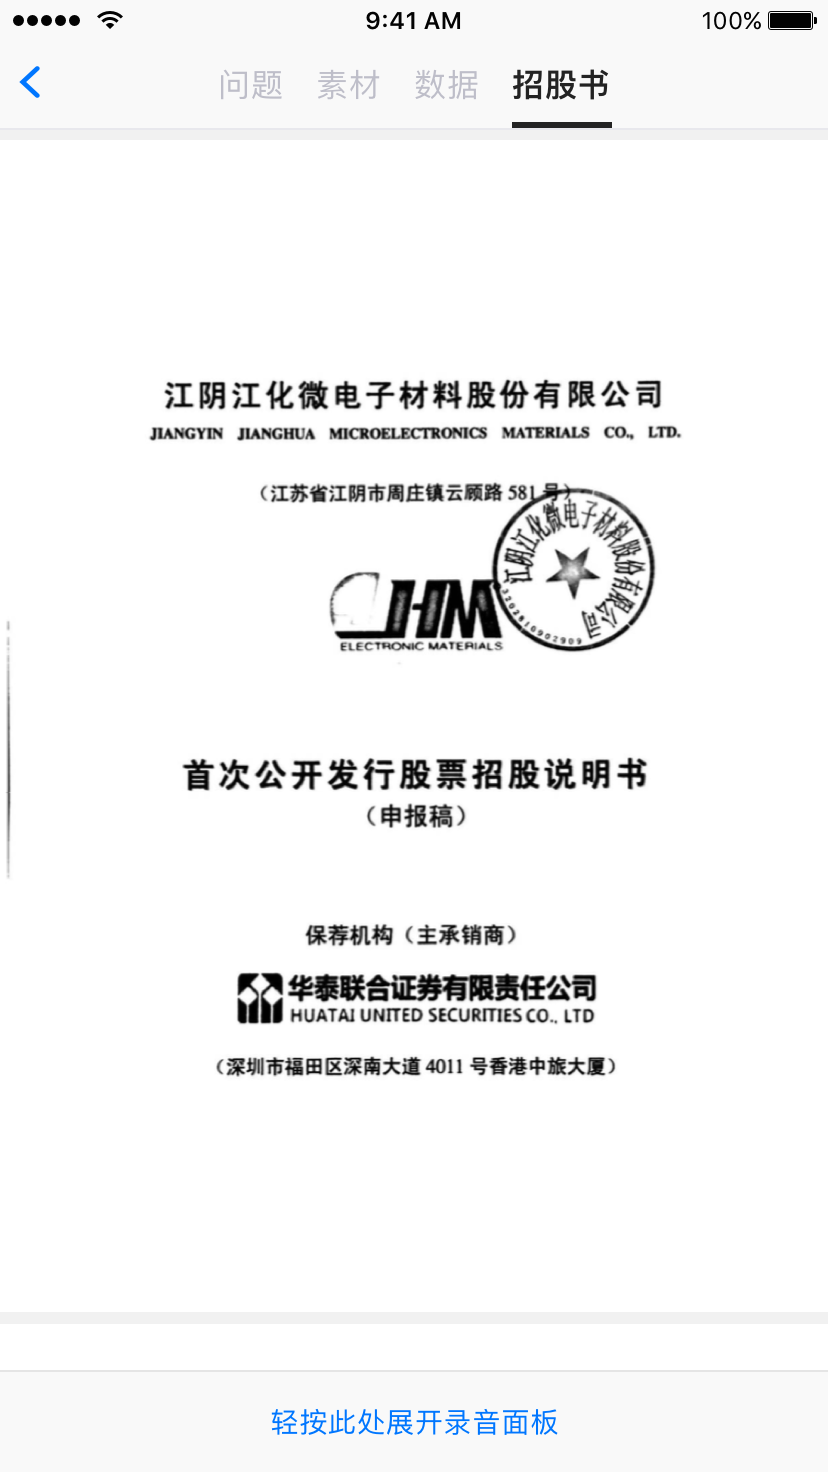 9:41 AM
100%
问题 素材 数据 招股书
江阴江化微电子材料股份有限公司
JIANGYIN JIANGHUA MICROELECTRONICS MATERIALS CO., LTD.
（江苏省江阴市周庄镇云顾路 581 号）
江阴江化微电子材料股份有限公司
3202810902909
JHM
ELECTRONIC MATERIALS
首次公开发行股票招股说明书
（申报稿）
保荐机构（主承销商）
华泰联合证券有限责任公司
HUATAI UNITED SECURITIES CO., LTD
（深圳市福田区深南大道 4011 号香港中旅大厦）
轻按此处展开录音面板